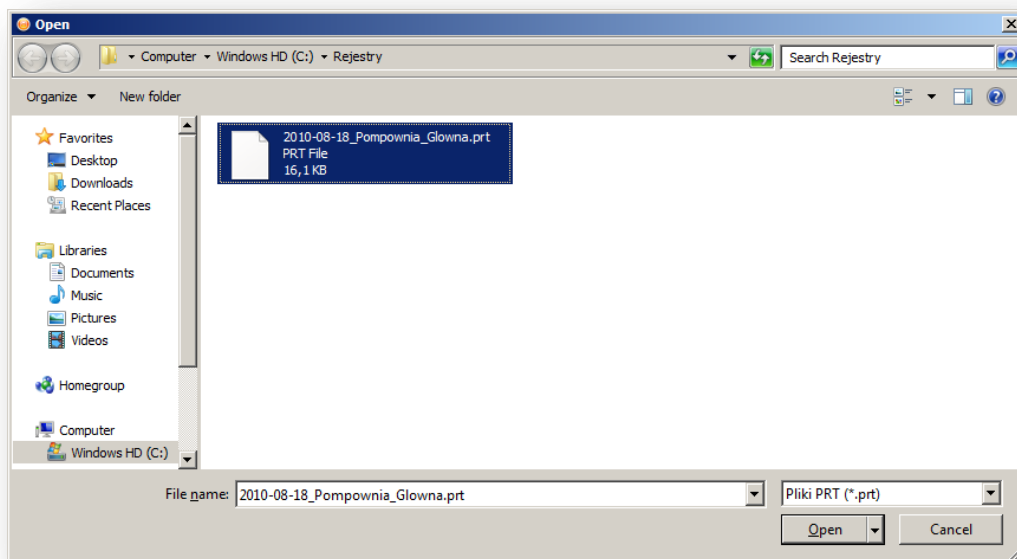 Open
Computer Windows HD (C:) Rejestry
Search Rejestry
Organize New folder
Favorites
Desktop
Downloads
Recent Places
Libraries
Documents
Music
Pictures
Videos
Homegroup
Computer
Windows HD (C:)
2010-08-18_Pompownia_Glowna.prt
PRT File
16,1 KB
File name: 2010-08-18_Pompownia_Glowna.prt
Pliki PRT (*.prt)
Open Cancel